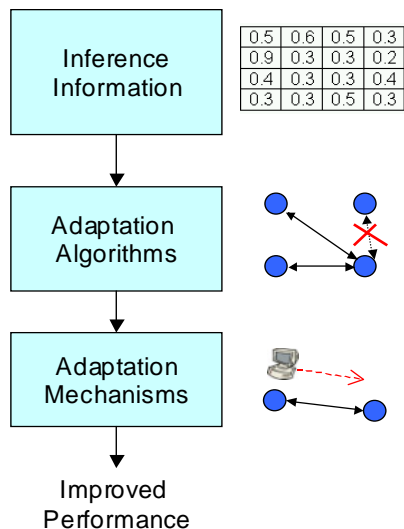 Inference
Information
0.5 0.6 0.5 0.3
0.9 0.3 0.3 0.2
0.4 0.3 0.3 0.4
0.3 0.3 0.5 0.3
Adaptation
Algorithms
Adaptation
Mechanisms
Improved
Performance